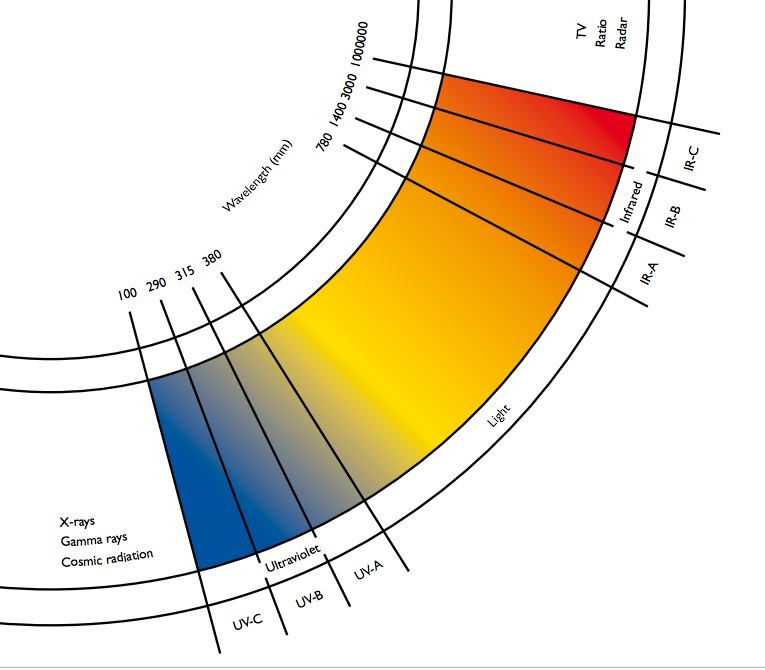 TV
Ratio
Radar
1000000
3000
1400
780
Wavelength (mm)
IR-C
Infrared
IR-B
IR-A
380
315
290
100
Light
X-rays
Gamma rays
Cosmic radiation
Ultraviolet
UV-A
UV-B
UV-C